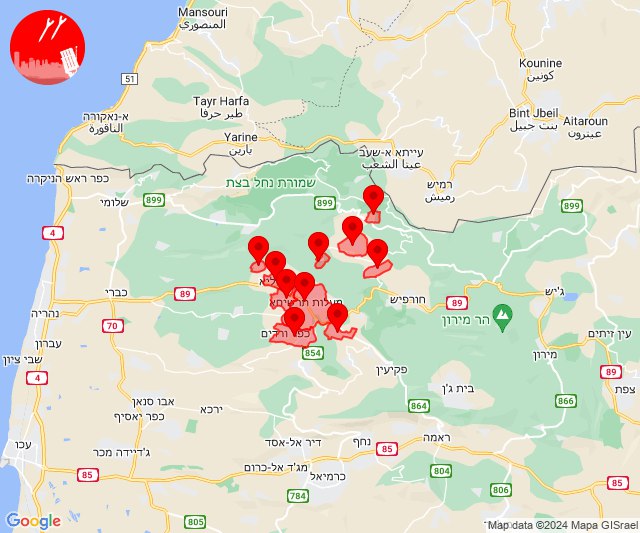 Mansouri
المنصوري
51
Kounine
كونين
Tayr Harfa
طير حرفا
א-נאקורה
الناقورة
Bint Jbeil
بنت جبيل
Aitaroun
عيترون
Yarine
يارين
עייתא א-שעב
عيتا الشعب
כפר ראש הניקרה
שמורת נחל בצת
רמיש
رميش
899
שלומי
899
899
4
89
כברי
מעלות תרשיחא
חורפיש
89
ג'יש
נהריה
70
הר מירון
כפר ורדים
עברון
שבי ציון
854
מירון
עין זיתים
4
פקיעין
89
בית ג'ן
צפת
אבו סנאן
864
866
כפר יאסיף
ירכא
עכו
ג'דיידה מכר
דיר אל-אסד
נחף
ראמה
85
85
מג'ד אל-כרום
804
85
כרמיאל
784
806
805
Google
Map data ©2024 Mapa GISrael